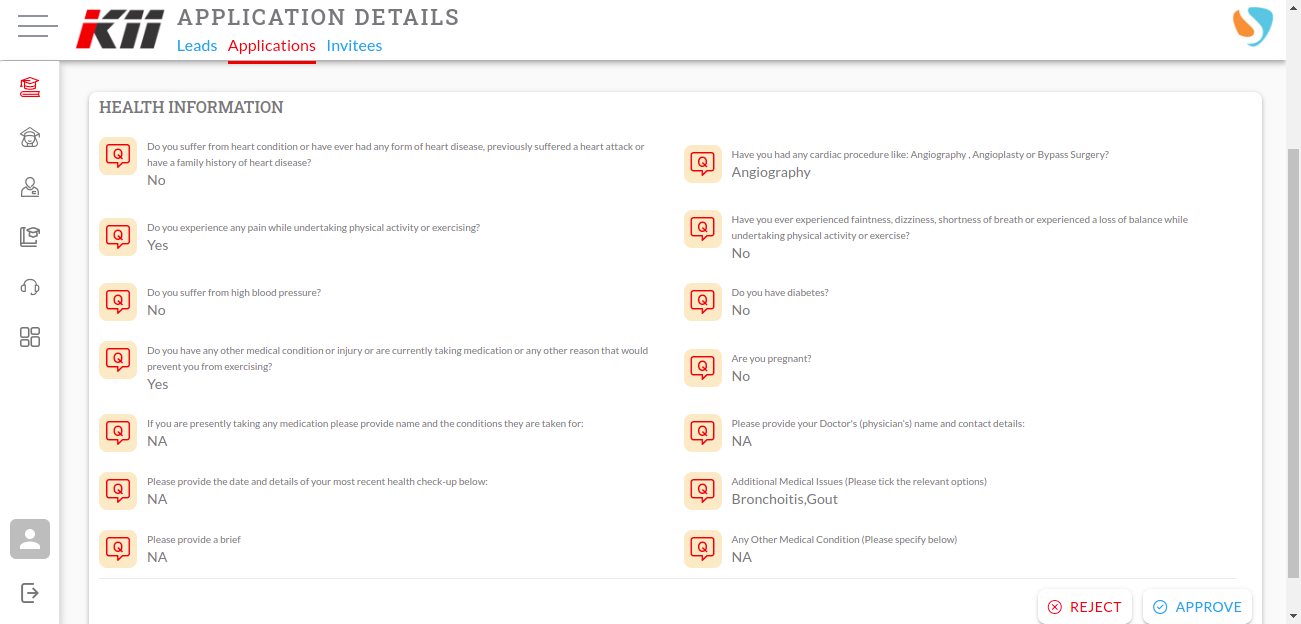 K11
APPLICATION DETAILS
Leads Applications Invitees
HEALTH INFORMATION
Q
Do you suffer from heart condition or have ever had any form of heart disease, previously suffered a heart attack or
have a family history of heart disease?
No
Q
Have you had any cardiac procedure like: Angiography , Angioplasty or Bypass Surgery?
Angiography
Q
Do you experience any pain while undertaking physical activity or exercising?
Yes
Q
Have you ever experienced faintness, dizziness, shortness of breath or experienced a loss of balance while
undertaking physical activity or exercise?
No
Q
Do you suffer from high blood pressure?
No
Q
Do you have diabetes?
No
Q
Do you have any other medical condition or injury or are currently taking medication or any other reason that would
prevent you from exercising?
Yes
Q
Are you pregnant?
No
Q
If you are presently taking any medication please provide name and the conditions they are taken for:
NA
Q
Please provide your Doctor's (physician's) name and contact details:
NA
Q
Please provide the date and details of your most recent health check-up below:
NA
Q
Additional Medical Issues (Please tick the relevant options)
Bronchoitis,Gout
Q
Please provide a brief
NA
Q
Any Other Medical Condition (Please specify below)
NA
REJECT APPROVE